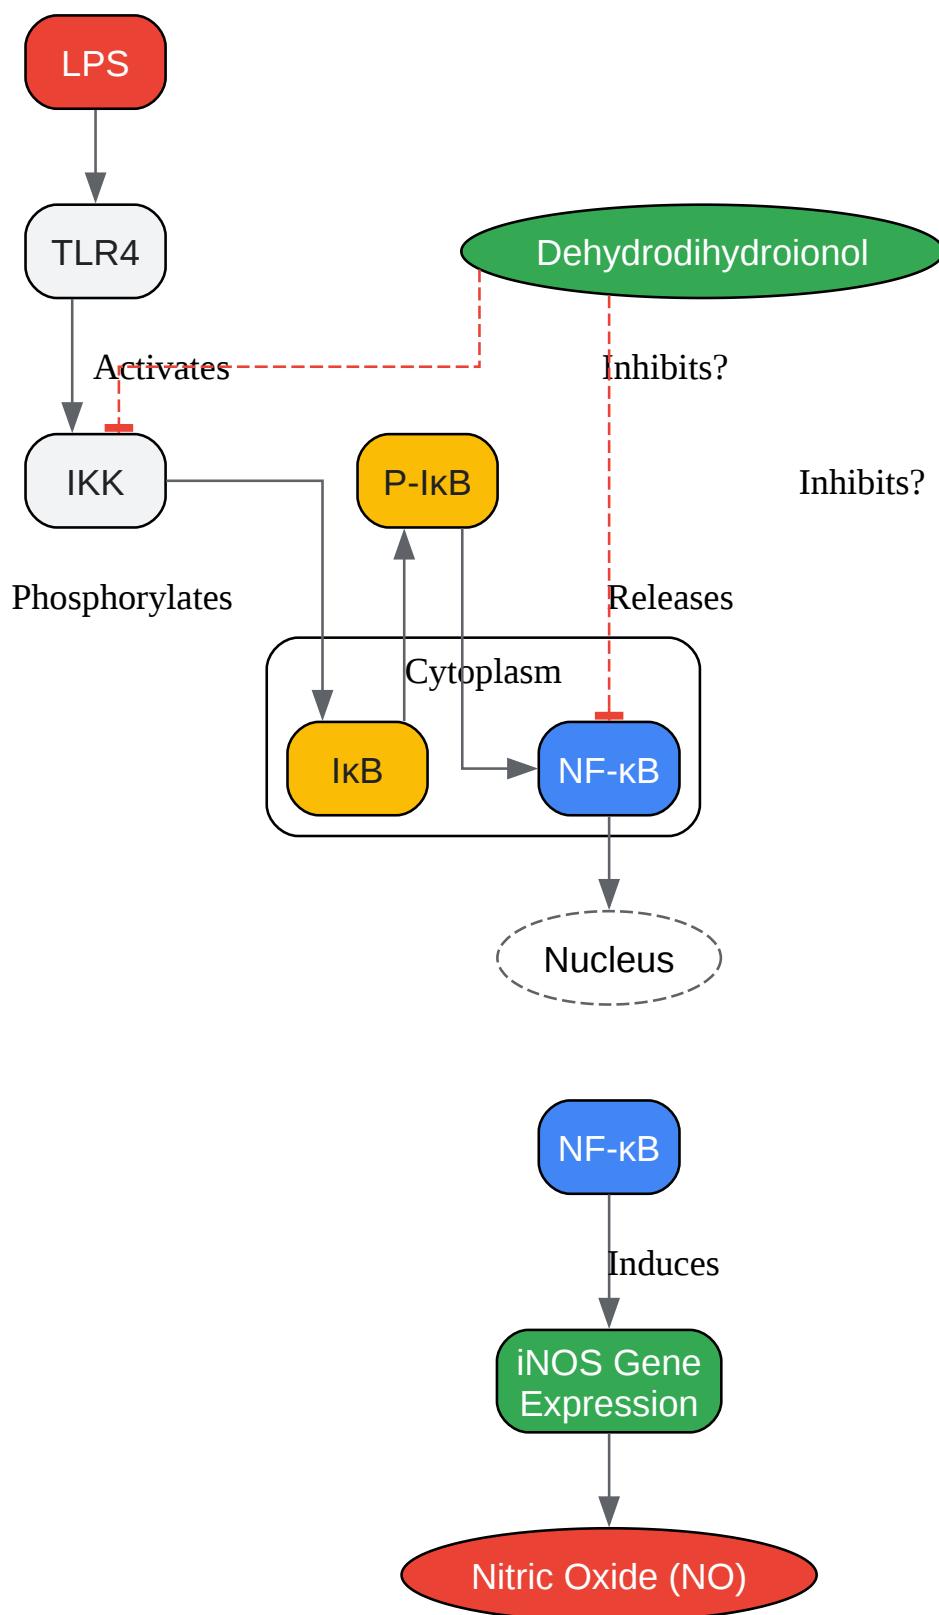 LPS
TLR4
Dehydrodihydroionol
Activates
Inhibits?
IKK
P-IκB
Inhibits?
Phosphorylates
Releases
Cytoplasm
IκB
NF-κB
Nucleus
NF-κB
Induces
iNOS Gene
Expression
Nitric Oxide (NO)